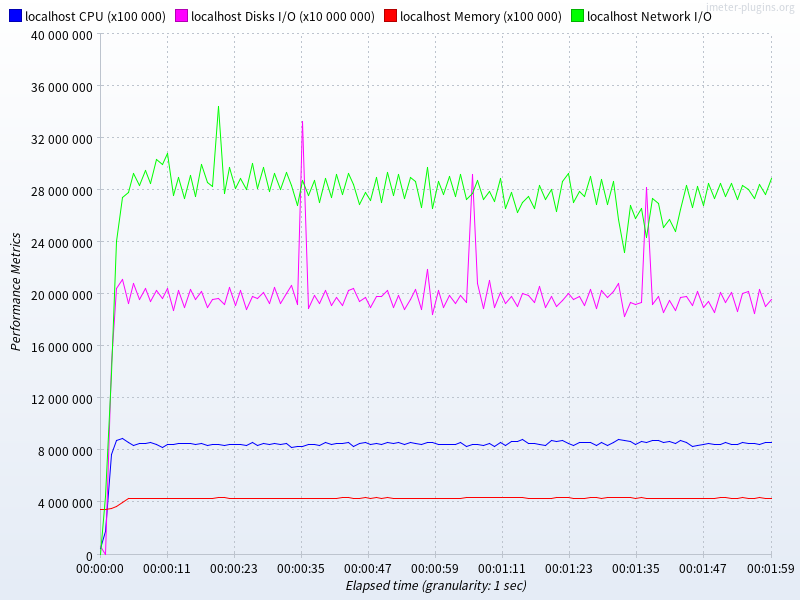 jmeter-plugins.org
localhost CPU (x100 000) localhost Disks I/O (x10 000 000) localhost Memory (x100 000) localhost Network I/O
40 000 000
36 000 000
32 000 000
28 000 000
24 000 000
20 000 000
16 000 000
12 000 000
8 000 000
4 000 000
0
Performance Metrics
00:00:00 00:00:11 00:00:23 00:00:35 00:00:47 00:00:59 00:01:11 00:01:23 00:01:35 00:01:47 00:01:59
Elapsed time (granularity: 1 sec)